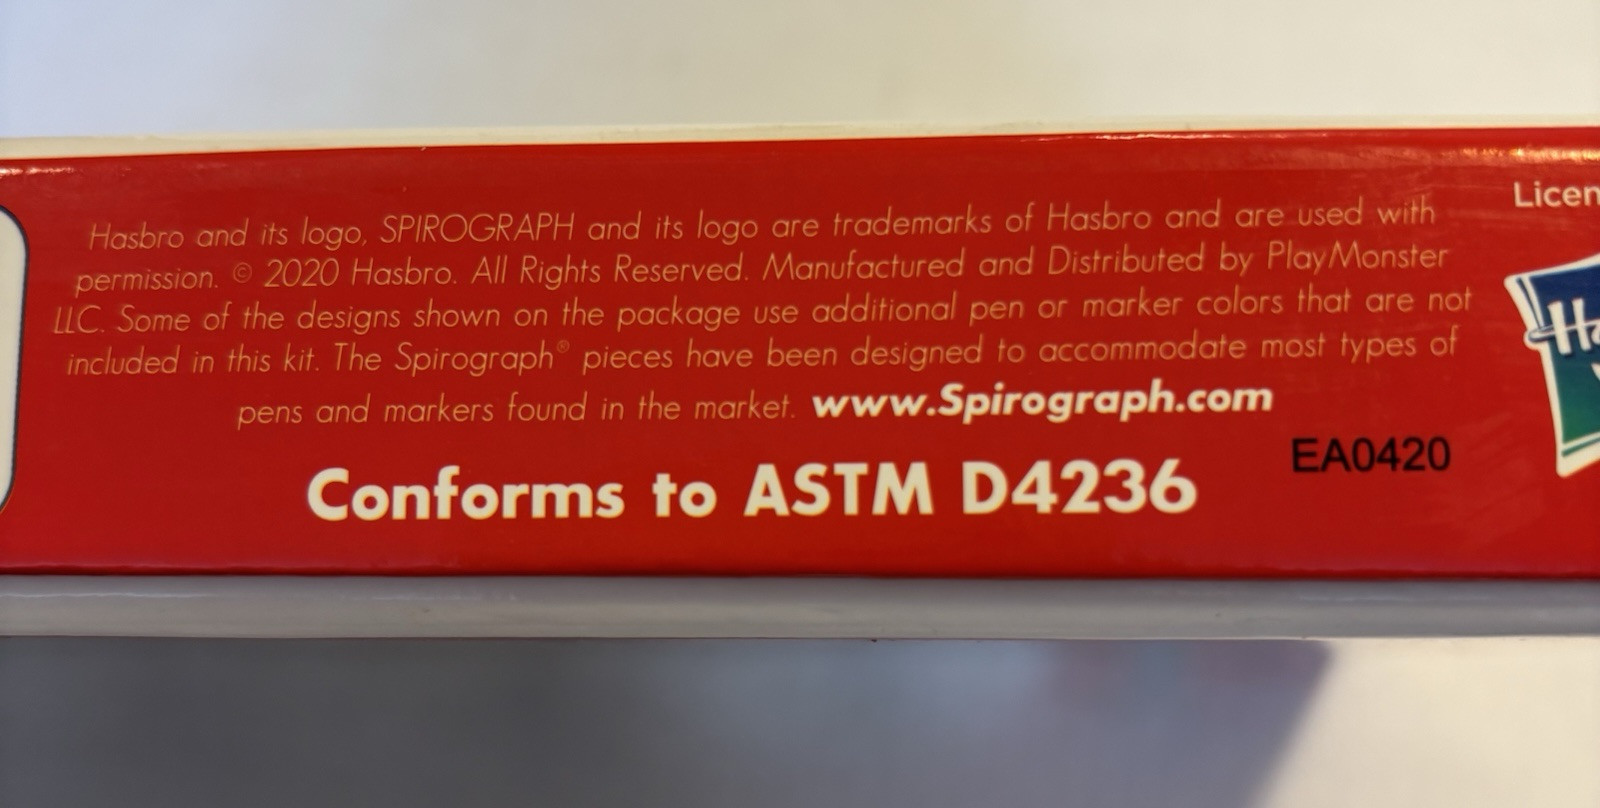 Hasbro and its logo, SPIROGRAPH and its logo are trademarks of Hasbro and are used with
permission. © 2020 Hasbro. All Rights Reserved. Manufactured and Distributed by PlayMonster
LLC. Some of the designs shown on the package use additional pen or marker colors that are not
included in this kit. The Spirograph® pieces have been designed to accommodate most types of
pens and markers found in the market. www.Spirograph.com
EA0420
Conforms to ASTM D4236